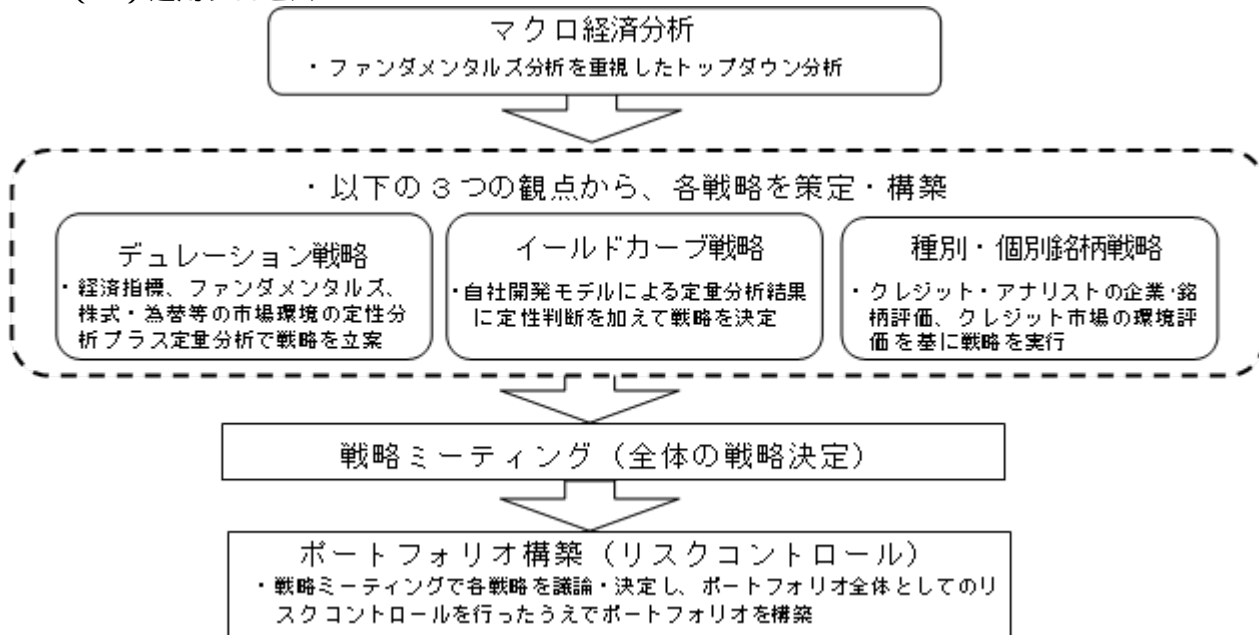 マクロ経済分析
・ファンダメンタルズ分析を重視したトップダウン分析
・以下の３つの観点から、各戦略を策定・構築
デュレーション戦略
・経済指標、ファンダメンタルズ、
株式・為替等の市場環境の定性分
析プラス定量分析で戦略を立案
イールドカーブ戦略
・自社開発モデルによる定量分析結果
に定性判断を加えて戦略を決定
種別・個別銘柄戦略
・クレジット・アナリストの企業・銘
柄評価、クレジット市場の環境評
価を基に戦略を実行
戦略ミーティング（全体の戦略決定）
ポートフォリオ構築（リスクコントロール）
・戦略ミーティングで各戦略を議論・決定し、ポートフォリオ全体としてのリ
スクコントロールを行ったうえでポートフォリオを構築